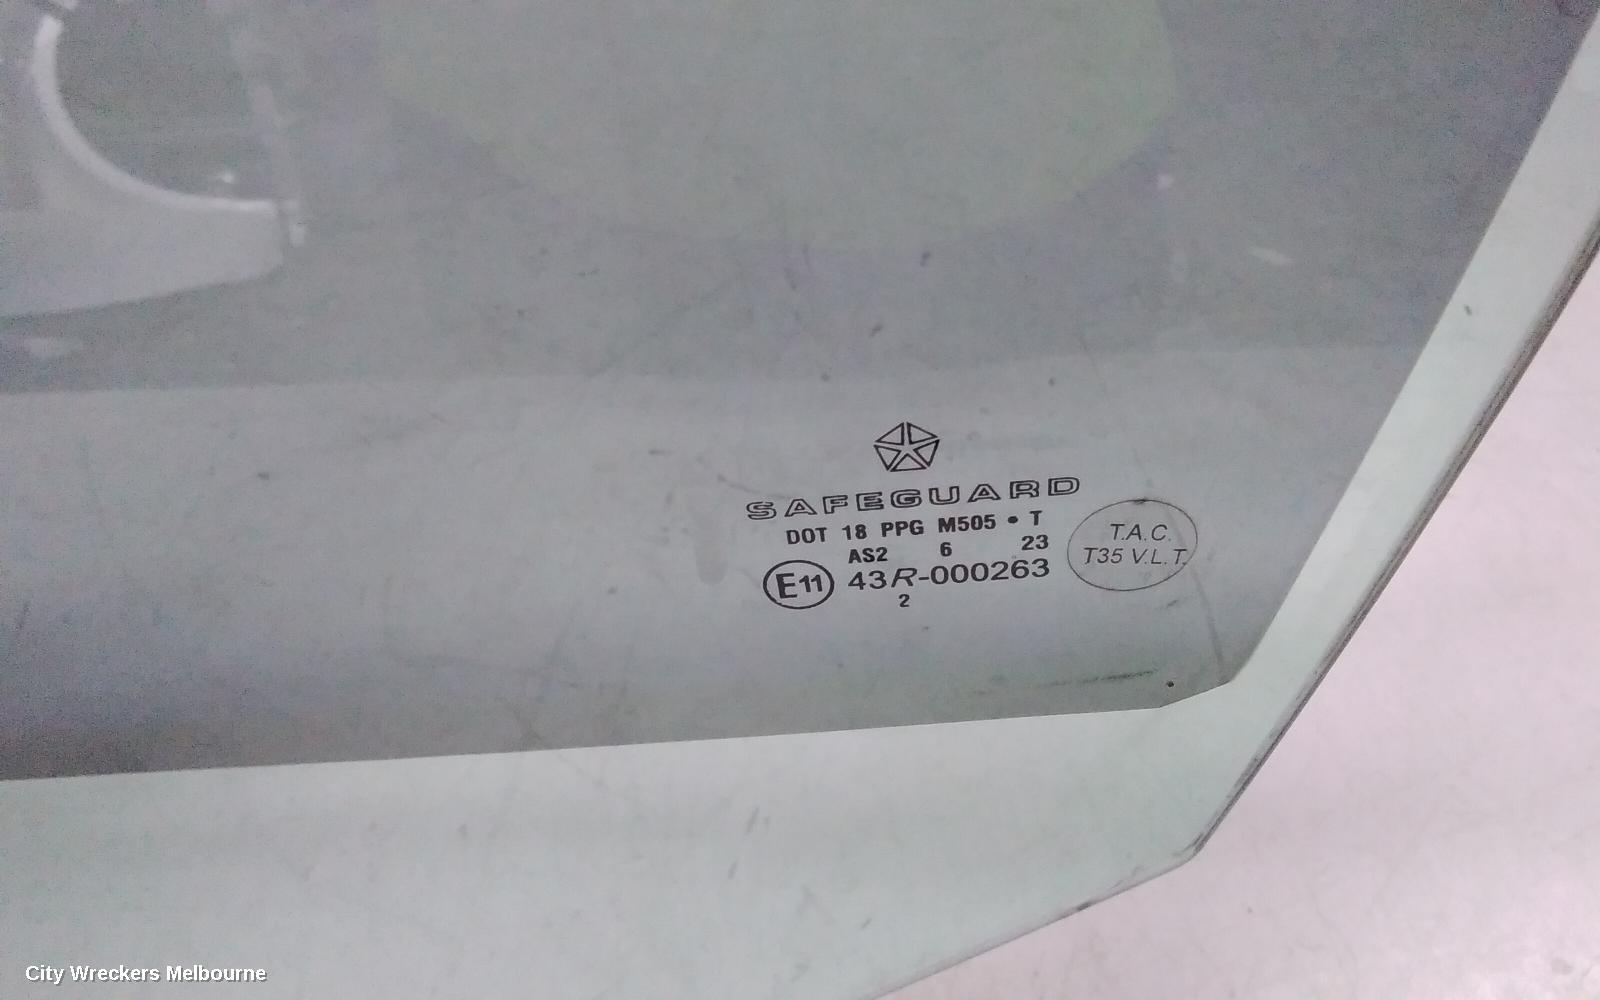 SAFEGUARD
DOT 18 PPG M505 • T
AS2 6 23
E11 43R-000263
2
T.A.C.
T35 V.L.T.
City Wreckers Melbourne